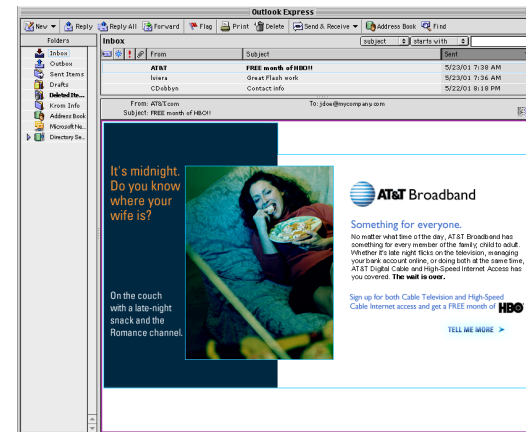 Outlook Express
New Reply Reply All Forward Flag Print Delete Send & Receive Address Book Find
Folders
Inbox
Outbox
Sent Items
Drafts
Deleted Ite...
Krom Info
Address Book
Microsoft Ne...
Directory Se...
Inbox subject starts with
From Subject Sent
AT&T FREE month of HBO!! 5/23/01 7:38 AM
lviera Great Flash work 5/23/01 7:36 AM
CDobbyn Contact info 5/22/01 8:18 PM
From: AT&T.com To: jdoe@mycompany.com
Subject: FREE month of HBO!!
It's midnight.
Do you know
where your
wife is?
On the couch
with a late-night
snack and the
Romance channel.
AT&T Broadband
Something for everyone.
No matter what time of the day, AT&T Broadband has
something for every member of the family, child to adult.
Whether it's late night flicks on the television, managing
your bank account online, or doing both at the same time,
AT&T Digital Cable and High-Speed Internet Access has
you covered. The wait is over.
Sign up for both Cable Television and High-Speed
Cable Internet access and get a FREE month of HBO
TELL ME MORE >